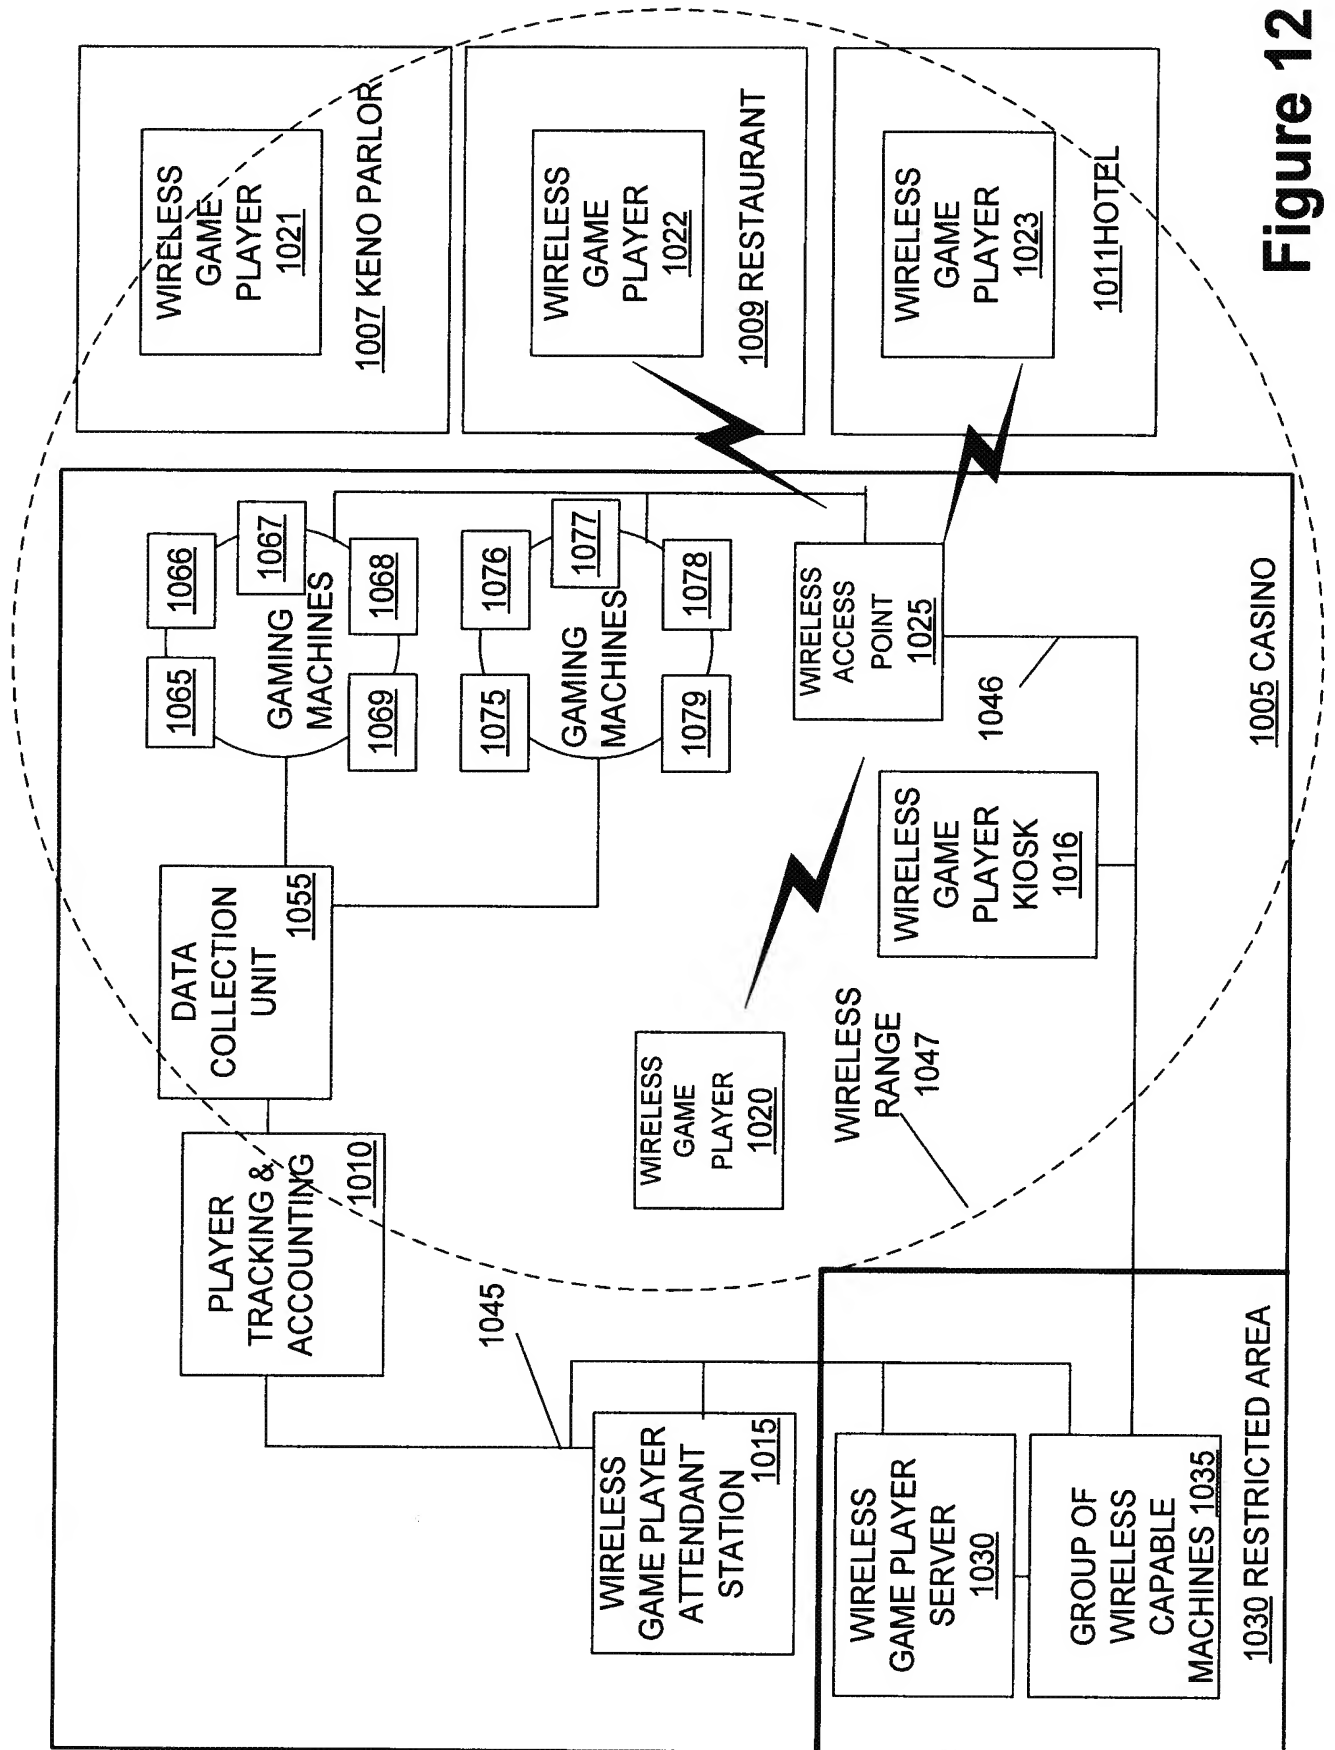 WIRELESS
GAME
PLAYER
1021
1007 KENO PARLOR
WIRELESS
GAME
PLAYER
1022
1009 RESTAURANT
WIRELESS
GAME
PLAYER
1023
1011HOTEL
PLAYER
TRACKING &
ACCOUNTING
1010
DATA
COLLECTION
UNIT
1055
1065
1066
1067
1068
1069
GAMING
MACHINES
1075
1076
1077
1078
1079
GAMING
MACHINES
1045
WIRELESS
GAME PLAYER
ATTENDANT
STATION
1015
WIRELESS
GAME
PLAYER
1020
WIRELESS
ACCESS
POINT
1025
WIRELESS
RANGE
1047
WIRELESS
GAME
PLAYER
KIOSK
1016
1046
WIRELESS
GAME PLAYER
SERVER
1030
GROUP OF
WIRELESS
CAPABLE
MACHINES 1035
1030 RESTRICTED AREA
1005 CASINO
Figure 12